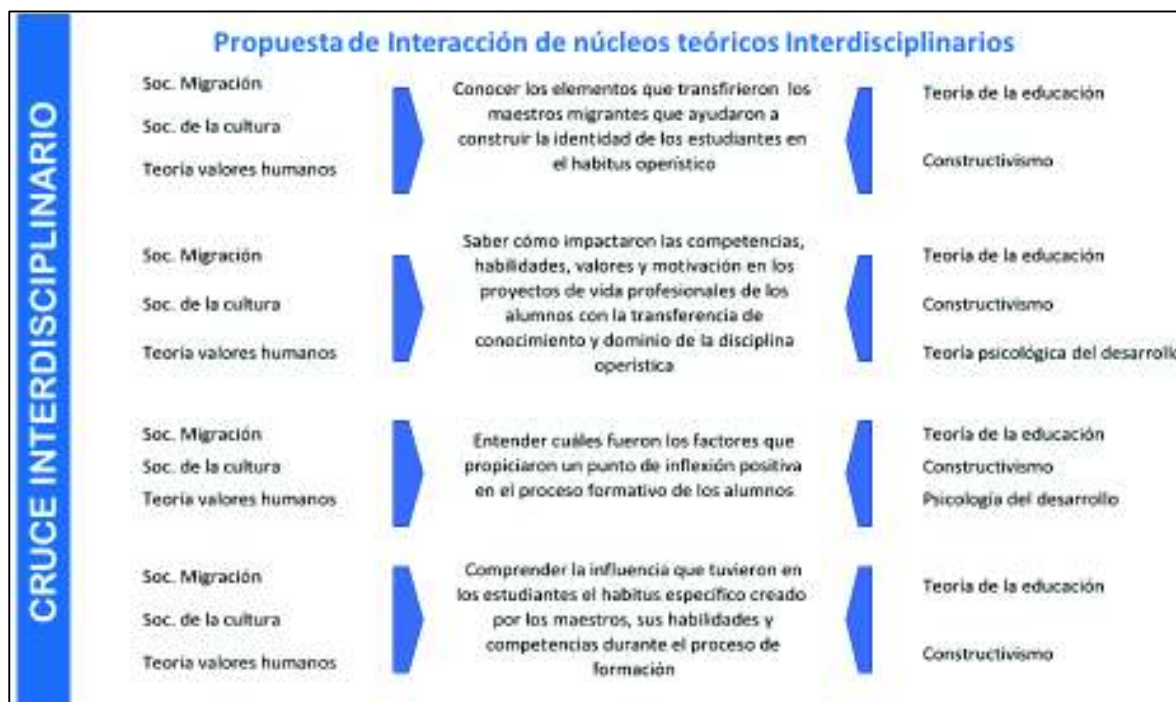 CRUCE INTERDISCIPLINARIO
Propuesta de Interacción de núcleos teóricos Interdisciplinarios
Soc. Migración
Soc. de la cultura
Teoría valores humanos
Conocer los elementos que transfirieron los
maestros migrantes que ayudaron a
construir la identidad de los estudiantes en
el habitus operístico
Teoría de la educación
Constructivismo
Soc. Migración
Soc. de la cultura
Teoría valores humanos
Saber cómo impactaron las competencias,
habilidades, valores y motivación en los
proyectos de vida profesionales de los
alumnos con la transferencia de
conocimiento y dominio de la disciplina
operística
Teoría de la educación
Constructivismo
Teoría psicológica del desarrollo
Soc. Migración
Soc. de la cultura
Teoría valores humanos
Entender cuáles fueron los factores que
propiciaron un punto de inflexión positiva
en el proceso formativo de los alumnos
Teoría de la educación
Constructivismo
Psicología del desarrollo
Soc. Migración
Soc. de la cultura
Teoría valores humanos
Comprender la influencia que tuvieron en
los estudiantes el habitus específico creado
por los maestros, sus habilidades y
competencias durante el proceso de
formación
Teoría de la educación
Constructivismo